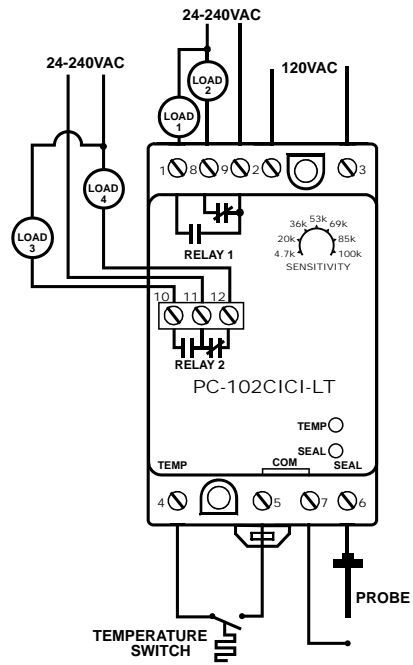 24-240VAC
24-240VAC
120VAC
LOAD
2
LOAD
1
LOAD
4
LOAD
3
1 8 9 2 3
36k 53k 69k
20k 85k
4.7k 100k
SENSITIVITY
RELAY 1
10 11 12
RELAY 2
PC-102CICI-LT
TEMP
SEAL
TEMP COM SEAL
4 5 7 6
PROBE
TEMPERATURE
SWITCH